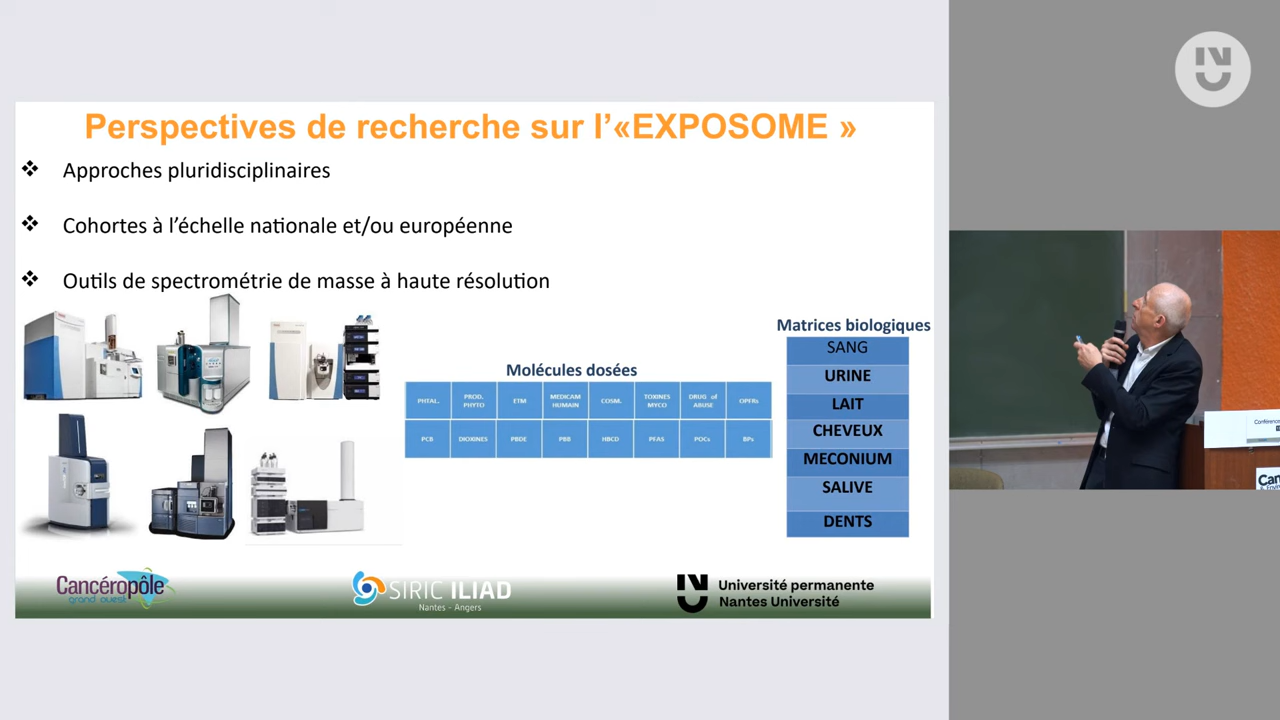 Perspectives de recherche sur l’«EXPOSOME »
❖ Approches pluridisciplinaires
❖ Cohortes à l’échelle nationale et/ou européenne
❖ Outils de spectrométrie de masse à haute résolution
Molécules dosées
PHTAL.
PROD. PHYTO
ETM
MEDICAM HUMAIN
COSM.
TOXINES MYCO
DRUG of ABUSE
OPERs
PCB
DIOXINES
PBDE
PBB
HBCD
PFAS
POCs
BPs
Matrices biologiques
SANG
URINE
LAIT
CHEVEUX
MECONIUM
SALIVE
DENTS
Cancéropôle
grand ouest
SIRIC ILIAD
Nantes - Angers
Université permanente
Nantes Université
Conférences